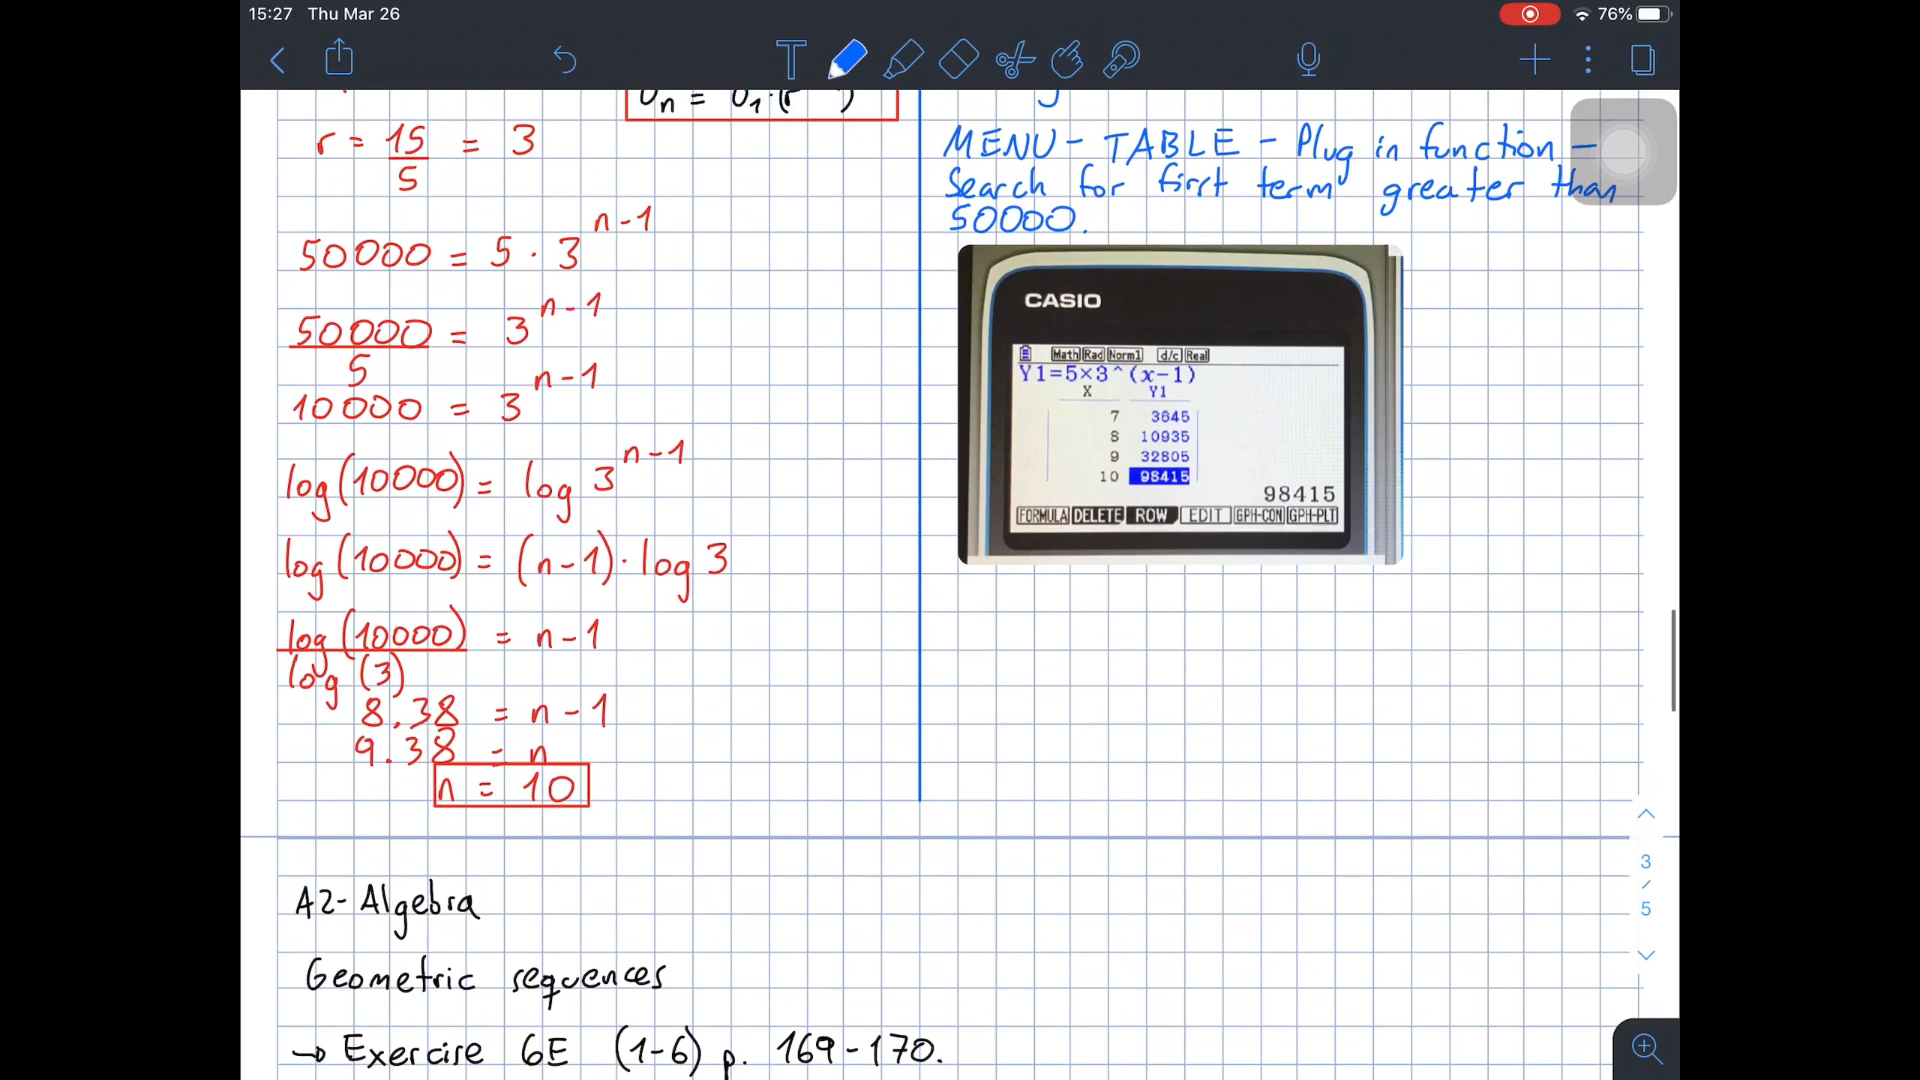 15:27 Thu Mar 26
76%
r = 15/5 = 3
50000 = 5 · 3^(n-1)
50000/5 = 3^(n-1)
10000 = 3^(n-1)
log(10000) = log 3^(n-1)
log(10000) = (n-1) · log 3
log(10000)/log(3) = n-1
8.38 = n-1
9.38 = n
n = 10
MENU - TABLE - Plug in function -
Search for first term greater than
50000.
CASIO
Math Rad Norm1 d/c Real
Y1=5×3^(x-1)
X Y1
7 3645
8 10935
9 32805
10 98415
98415
FORMULA DELETE ROW EDIT GPH-CON GPH-PLT
A2-Algebra
Geometric sequences
→ Exercise 6E (1-6) p. 169-170.
3/5